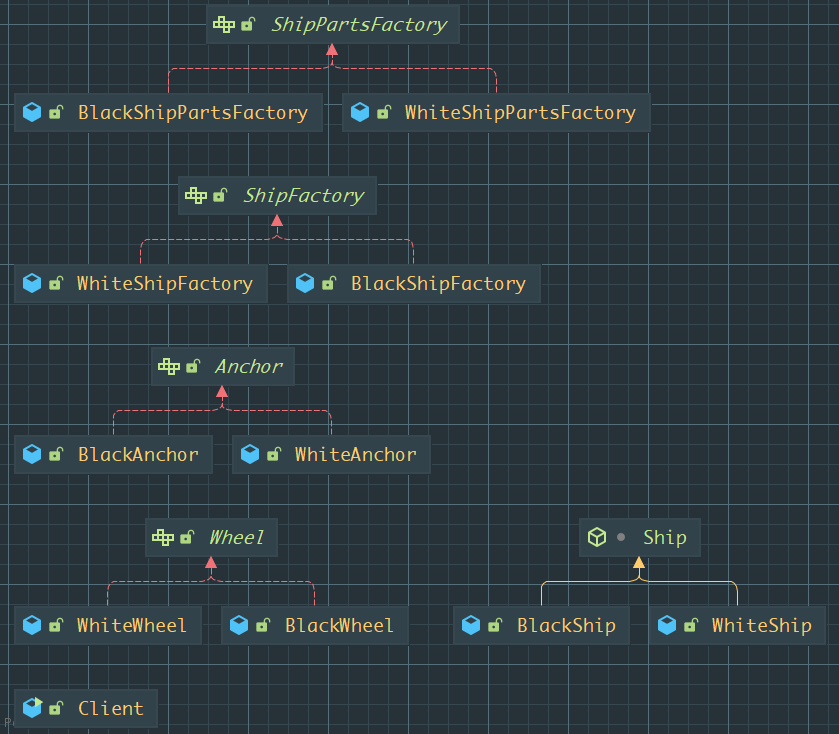 ShipPartsFactory
BlackShipPartsFactory WhiteShipPartsFactory
ShipFactory
WhiteShipFactory BlackShipFactory
Anchor
BlackAnchor WhiteAnchor
Wheel Ship
WhiteWheel BlackWheel BlackShip WhiteShip
Client